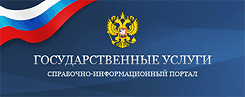 ГОСУДАРСТВЕННЫЕ УСЛУГИ
СПРАВОЧНО-ИНФОРМАЦИОННЫЙ ПОРТАЛ